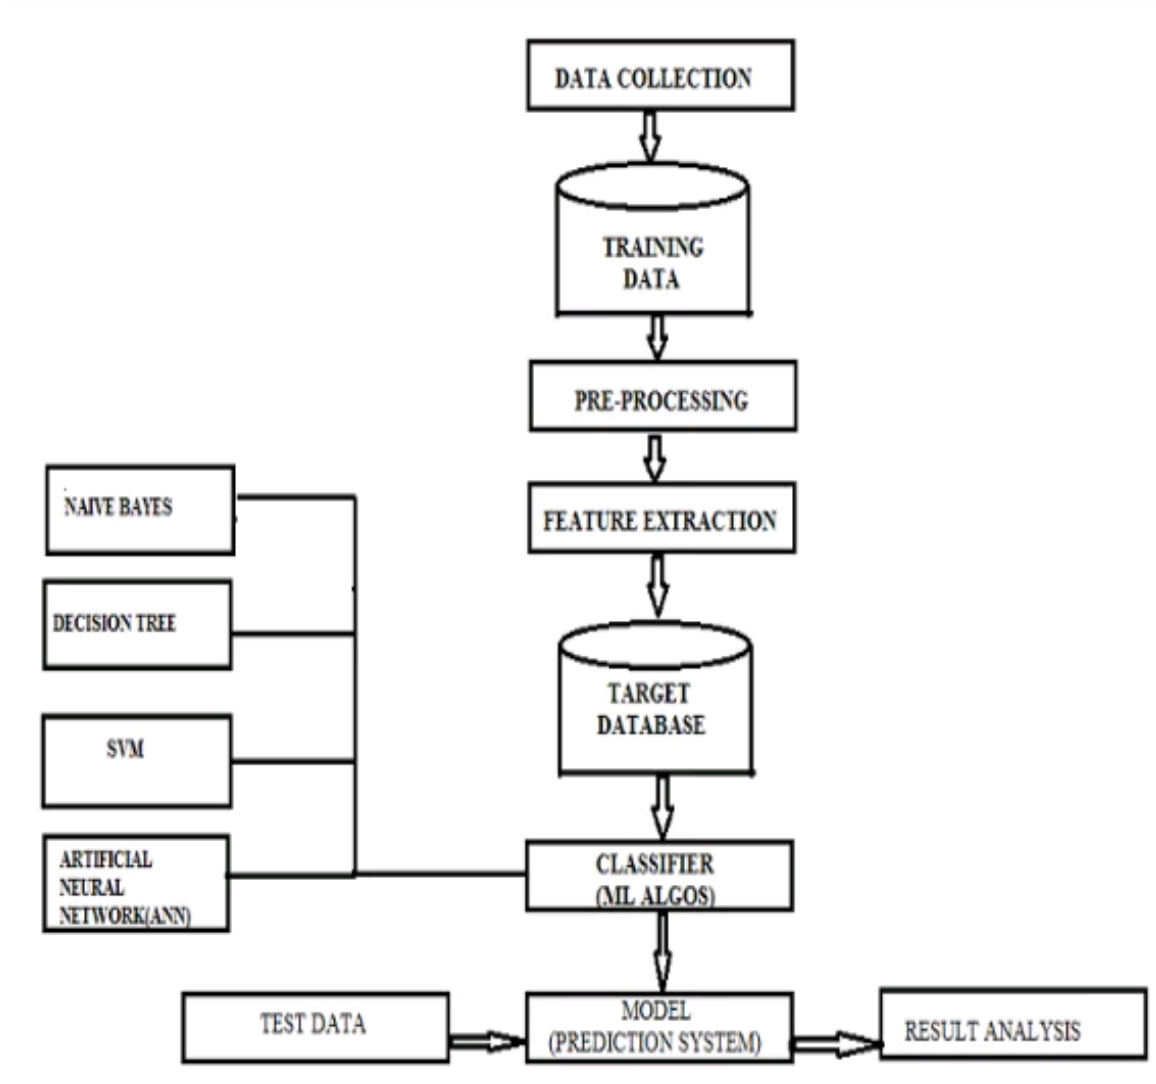 DATA COLLECTION
TRAINING
DATA
PRE-PROCESSING
FEATURE EXTRACTION
TARGET
DATABASE
NAIVE BAYES
DECISION TREE
SVM
ARTIFICIAL
NEURAL
NETWORK(ANN)
CLASSIFIER
(ML ALGOS)
TEST DATA
MODEL
(PREDICTION SYSTEM)
RESULT ANALYSIS